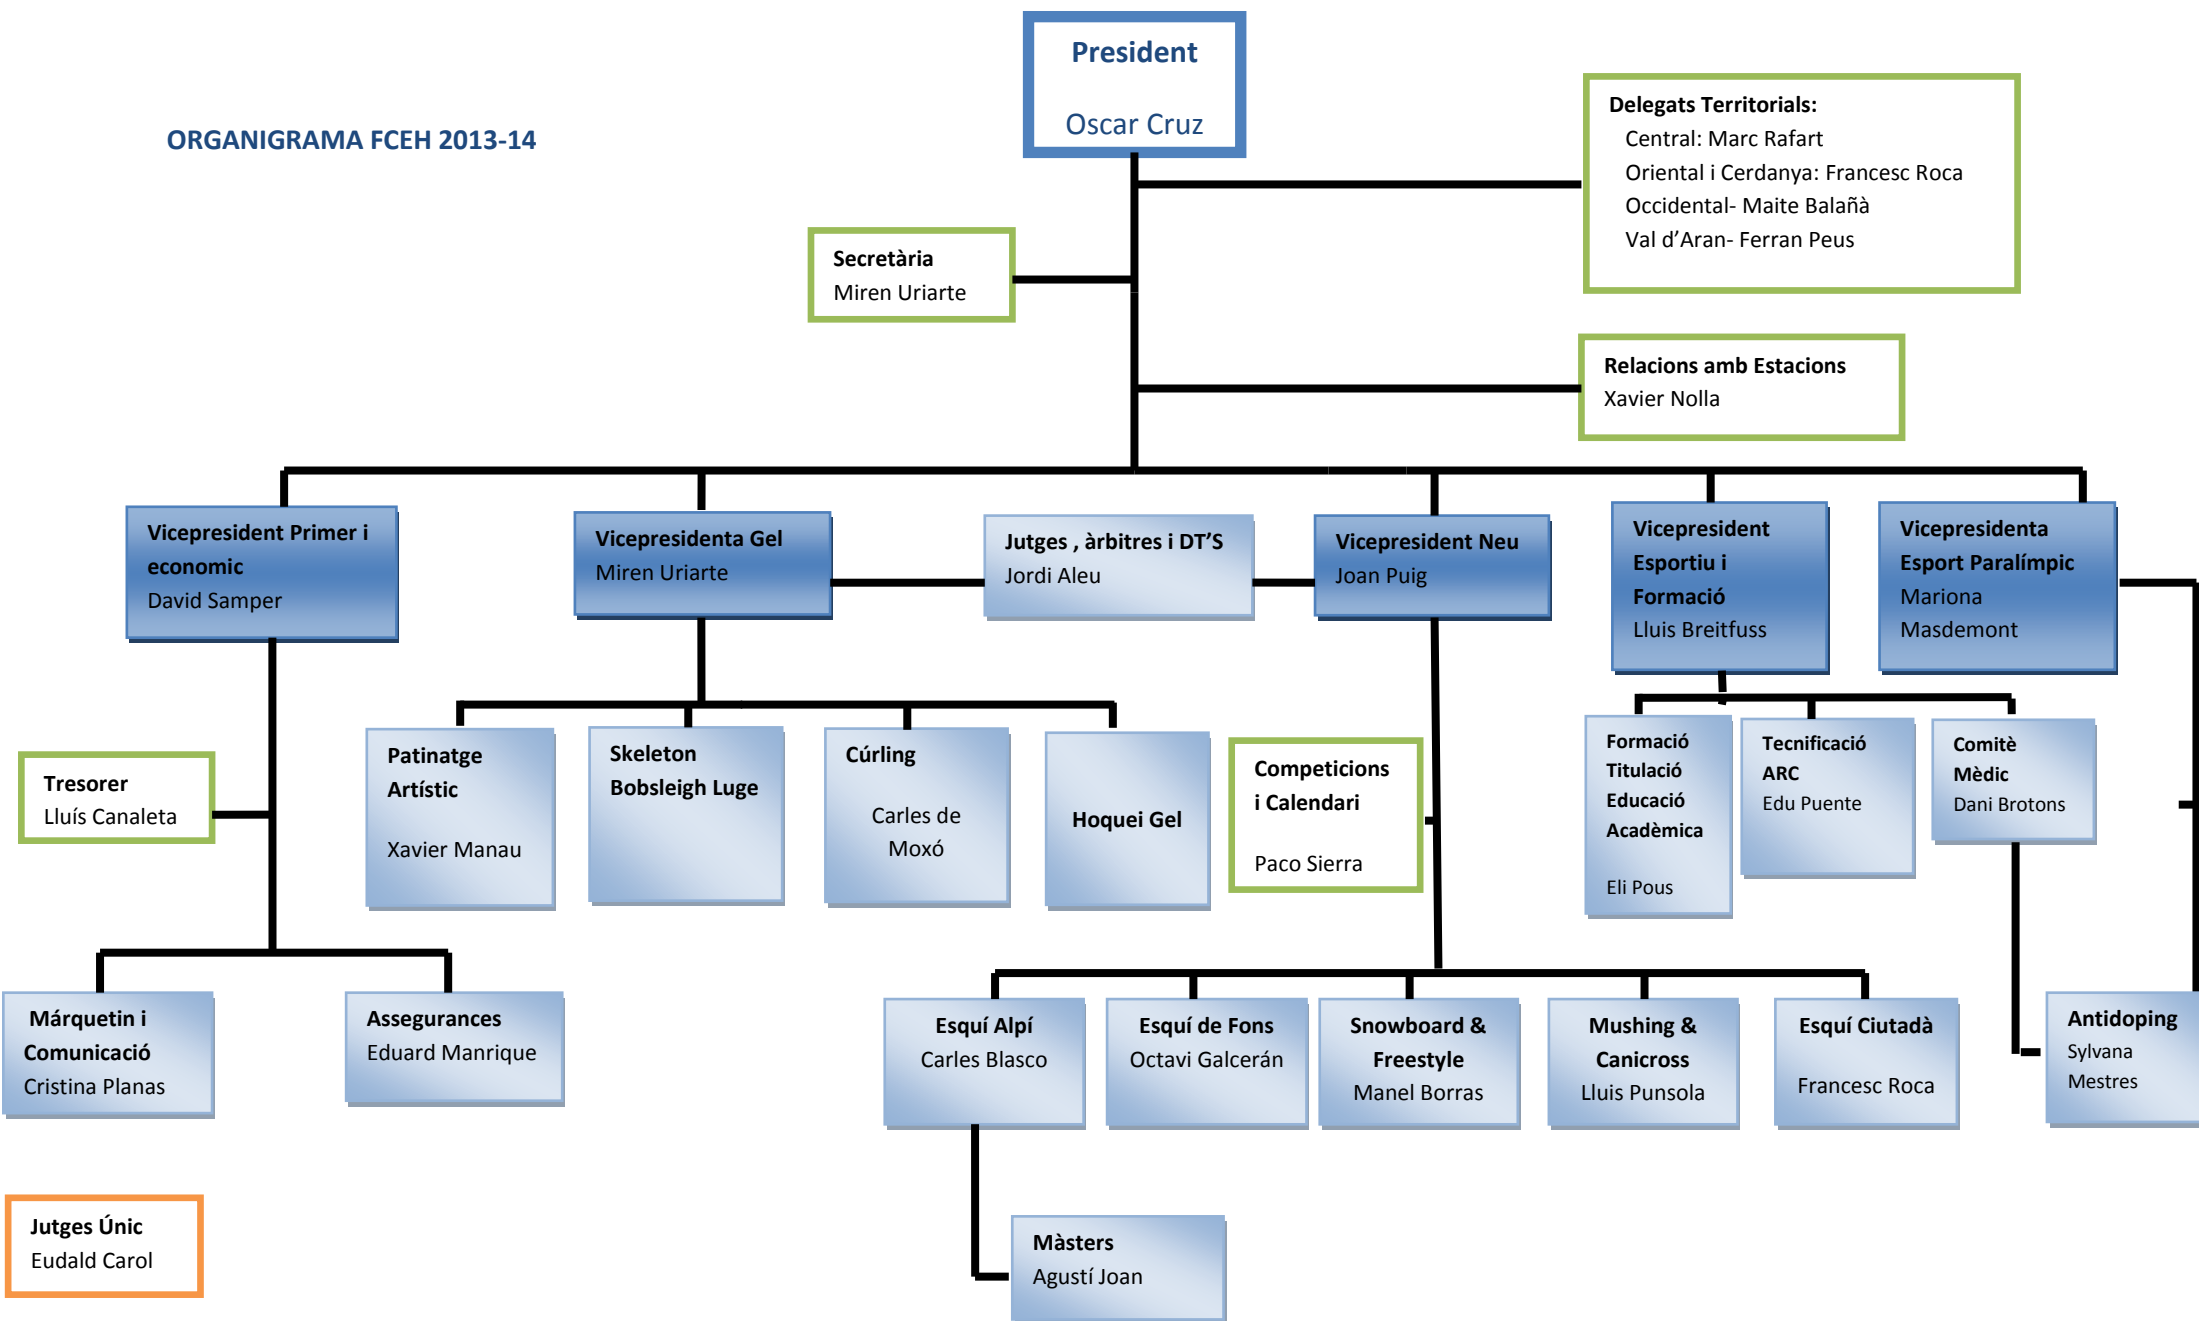 President
Oscar Cruz
ORGANIGRAMA FCEH 2013-14
Delegats Territorials:
Central: Marc Rafart
Oriental i Cerdanya: Francesc Roca
Occidental- Maite Balañà
Val d’Aran- Ferran Peus
Secretària
Miren Uriarte
Relacions amb Estacions
Xavier Nolla
Vicepresident Primer i
economic
David Samper
Vicepresidenta Gel
Miren Uriarte
Jutges , àrbitres i DT’S
Jordi Aleu
Vicepresident Neu
Joan Puig
Vicepresident
Esportiu i
Formació
Lluis Breitfuss
Vicepresidenta
Esport Paralímpic
Mariona
Masdemont
Tresorer
Lluís Canaleta
Patinatge
Artístic
Xavier Manau
Skeleton
Bobsleigh Luge
Cúrling
Carles de
Moxó
Hoquei Gel
Competicions
i Calendari
Paco Sierra
Formació
Titulació
Educació
Acadèmica
Eli Pous
Tecnificació
ARC
Edu Puente
Comitè
Mèdic
Dani Brotons
Márquetin i
Comunicació
Cristina Planas
Assegurances
Eduard Manrique
Esquí Alpí
Carles Blasco
Esquí de Fons
Octavi Galcerán
Snowboard &
Freestyle
Manel Borras
Mushing &
Canicross
Lluis Punsola
Esquí Ciutadà
Francesc Roca
Antidoping
Sylvana
Mestres
Jutges Únic
Eudald Carol
Màsters
Agustí Joan